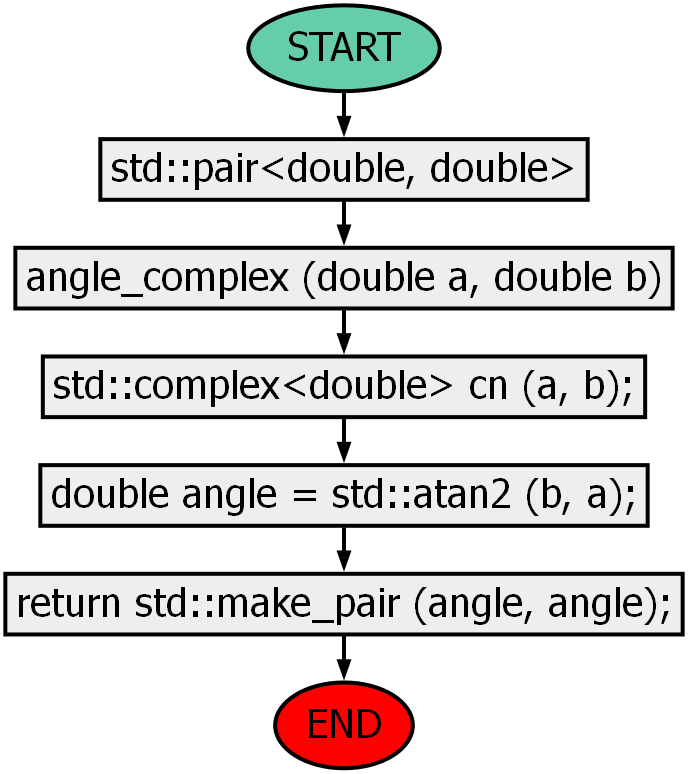 START
std::pair<double, double>
angle_complex (double a, double b)
std::complex<double> cn (a, b);
double angle = std::atan2 (b, a);
return std::make_pair (angle, angle);
END